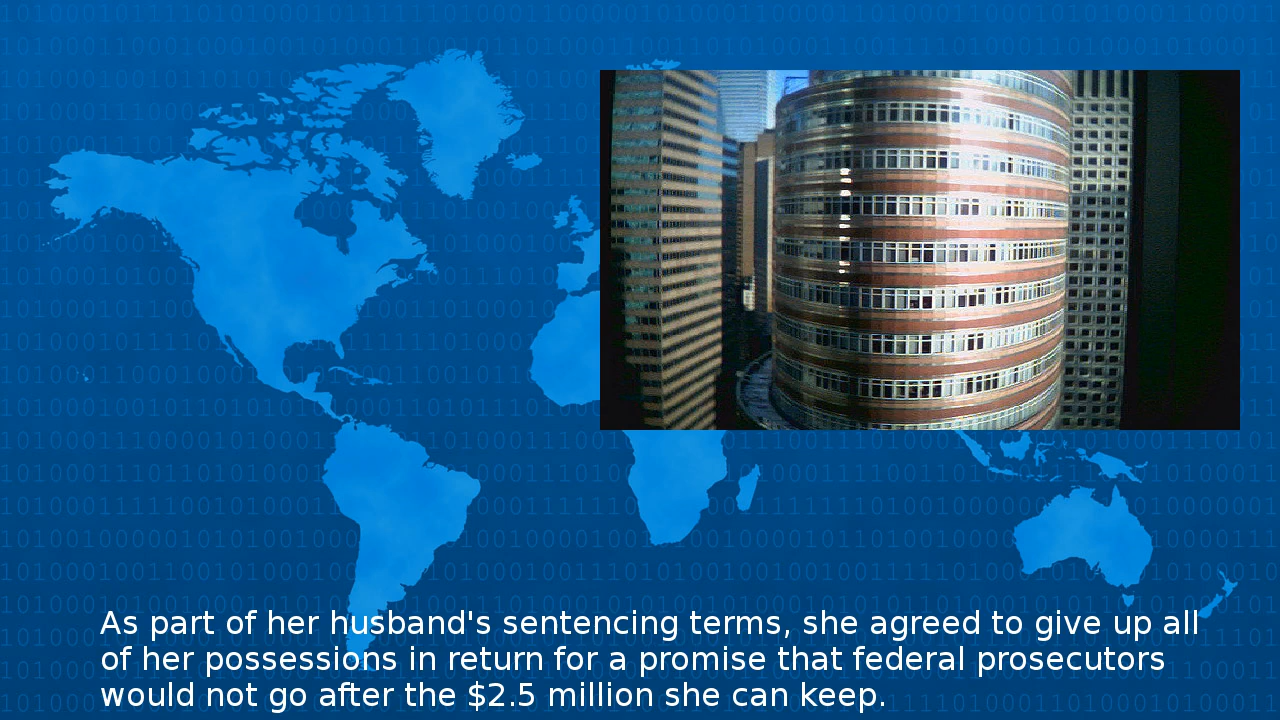 As part of her husband's sentencing terms, she agreed to give up all
of her possessions in return for a promise that federal prosecutors
would not go after the $2.5 million she can keep.